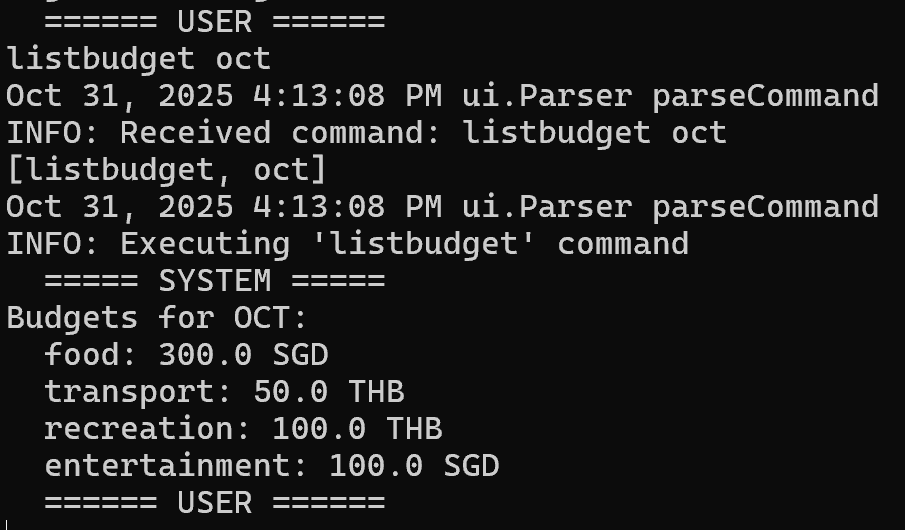 ====== USER ======
listbudget oct
Oct 31, 2025 4:13:08 PM ui.Parser parseCommand
INFO: Received command: listbudget oct
[listbudget, oct]
Oct 31, 2025 4:13:08 PM ui.Parser parseCommand
INFO: Executing 'listbudget' command
===== SYSTEM =====
Budgets for OCT:
food: 300.0 SGD
transport: 50.0 THB
recreation: 100.0 THB
entertainment: 100.0 SGD
====== USER ======